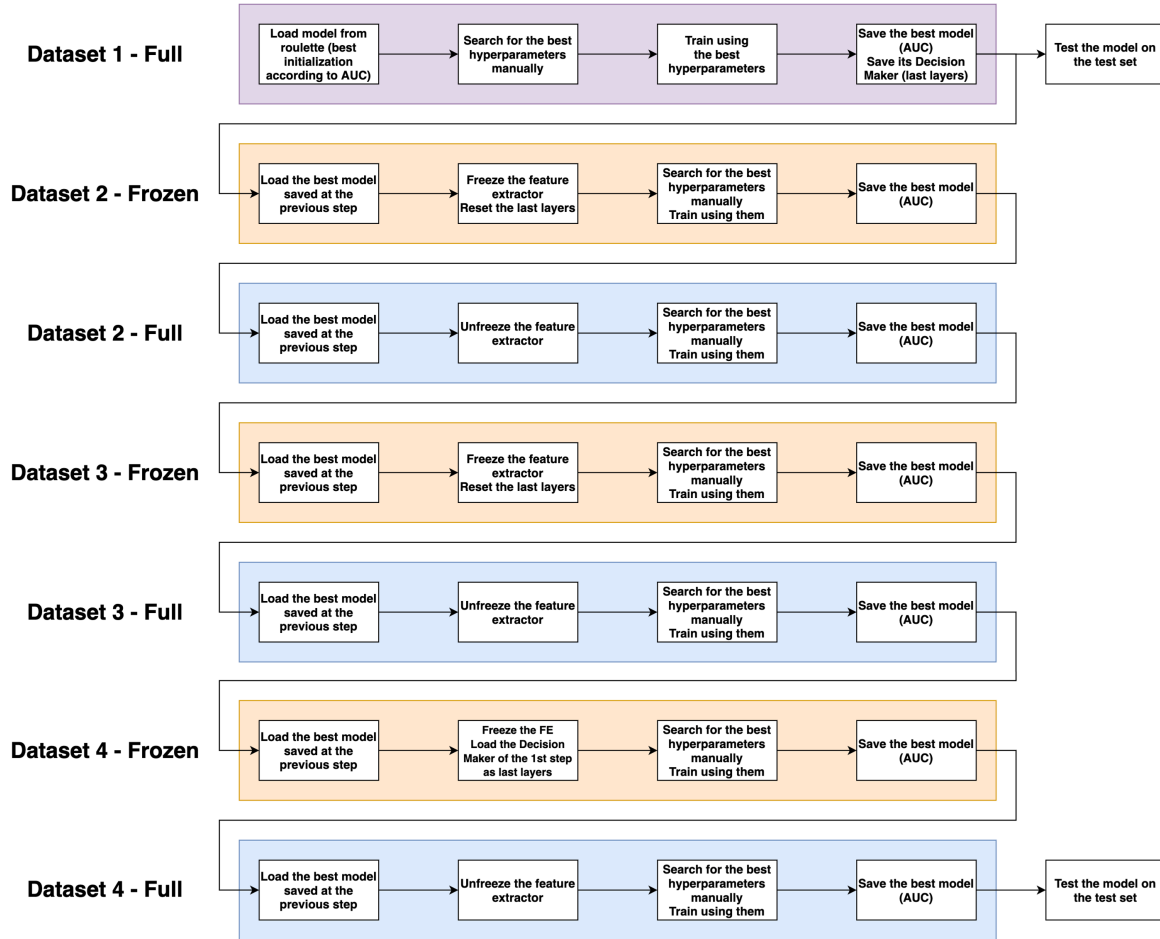 Dataset 1 - Full
Load model from
roulette (best
initialization
according to AUC)
Search for the best
hyperparameters
manually
Train using
the best
hyperparameters
Save the best model
(AUC)
Save its Decision
Maker (last layers)
Test the model on
the test set
Dataset 2 - Frozen
Load the best model
saved at the
previous step
Freeze the feature
extractor
Reset the last layers
Search for the best
hyperparameters
manually
Train using them
Save the best model
(AUC)
Dataset 2 - Full
Load the best model
saved at the
previous step
Unfreeze the feature
extractor
Search for the best
hyperparameters
manually
Train using them
Save the best model
(AUC)
Dataset 3 - Frozen
Load the best model
saved at the
previous step
Freeze the feature
extractor
Reset the last layers
Search for the best
hyperparameters
manually
Train using them
Save the best model
(AUC)
Dataset 3 - Full
Load the best model
saved at the
previous step
Unfreeze the feature
extractor
Search for the best
hyperparameters
manually
Train using them
Save the best model
(AUC)
Dataset 4 - Frozen
Load the best model
saved at the
previous step
Freeze the FE
Load the Decision
Maker of the 1st step
as last layers
Search for the best
hyperparameters
manually
Train using them
Save the best model
(AUC)
Dataset 4 - Full
Load the best model
saved at the
previous step
Unfreeze the feature
extractor
Search for the best
hyperparameters
manually
Train using them
Save the best model
(AUC)
Test the model on
the test set